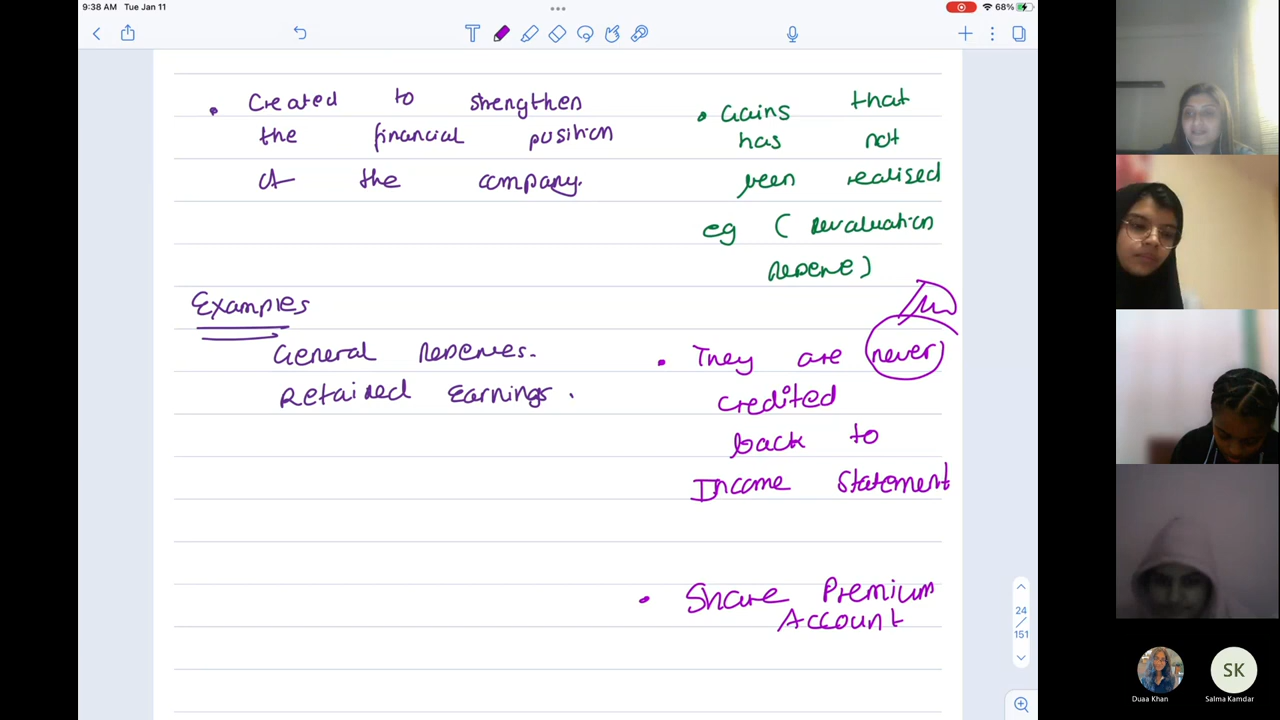 9:38 AM Tue Jan 11
68%
• Created to strengthen
the financial position
of the company.
Examples
General Reserves.
Retained Earnings.
• Gains that
has not
been realised
eg (Revaluation
Reserve)
• They are never
credited
back to
Income Statement
• Share Premium
Account
24
/
151
SK
Duaa Khan
Salma Kamdar